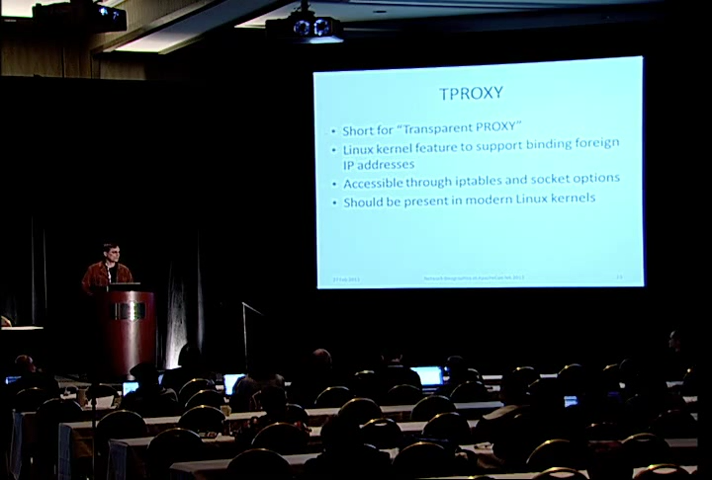 TPROXY
• Short for "Transparent PROXY"
• Linux kernel feature to support binding foreign
IP addresses
• Accessible through iptables and socket options
• Should be present in modern Linux kernels